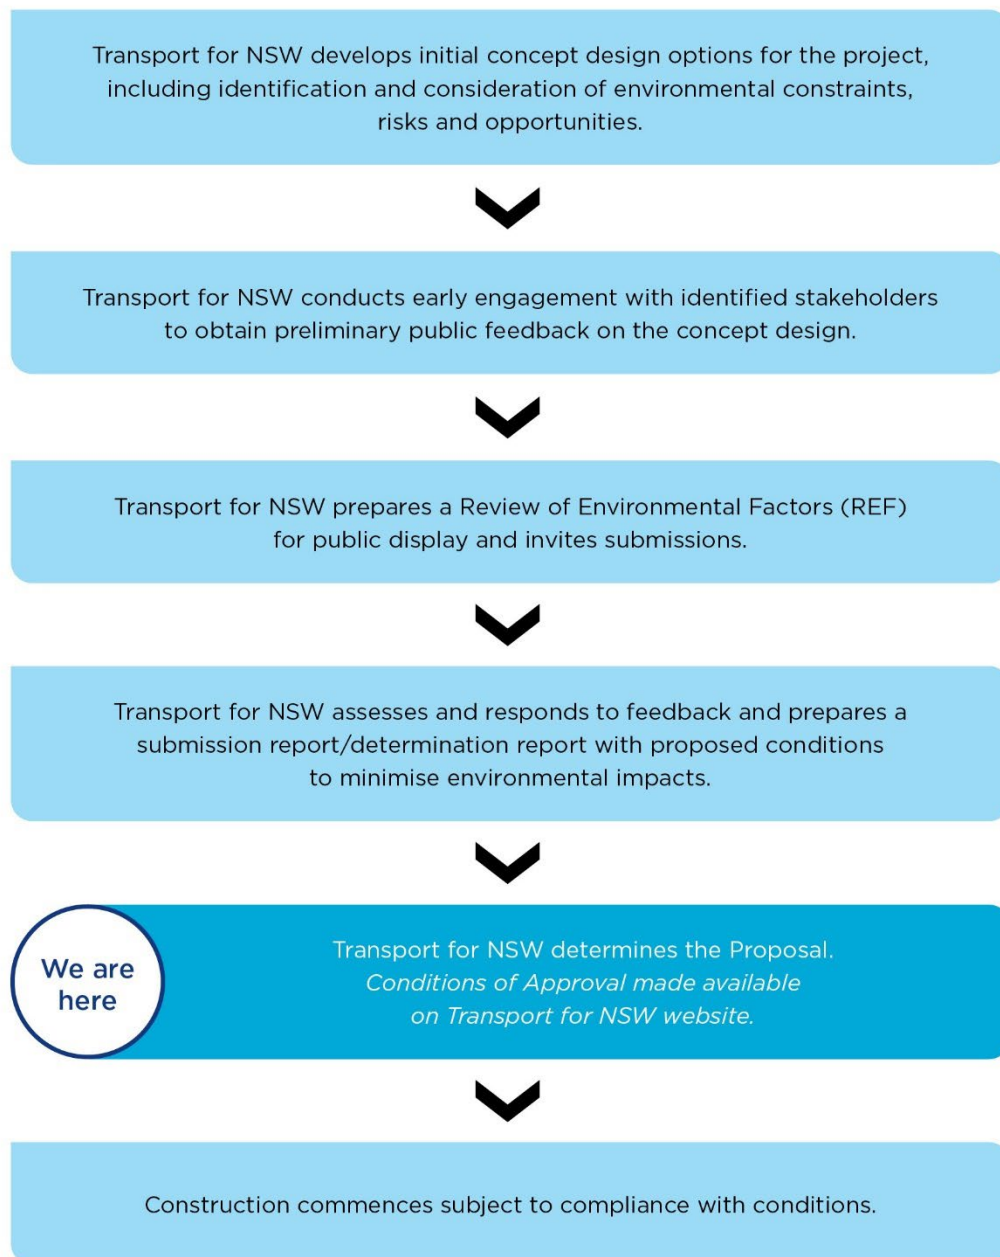 Transport for NSW develops initial concept design options for the project,
including identification and consideration of environmental constraints,
risks and opportunities.
Transport for NSW conducts early engagement with identified stakeholders
to obtain preliminary public feedback on the concept design.
Transport for NSW prepares a Review of Environmental Factors (REF)
for public display and invites submissions.
Transport for NSW assesses and responds to feedback and prepares a
submission report/determination report with proposed conditions
to minimise environmental impacts.
We are
here
Transport for NSW determines the Proposal.
Conditions of Approval made available
on Transport for NSW website.
Construction commences subject to compliance with conditions.